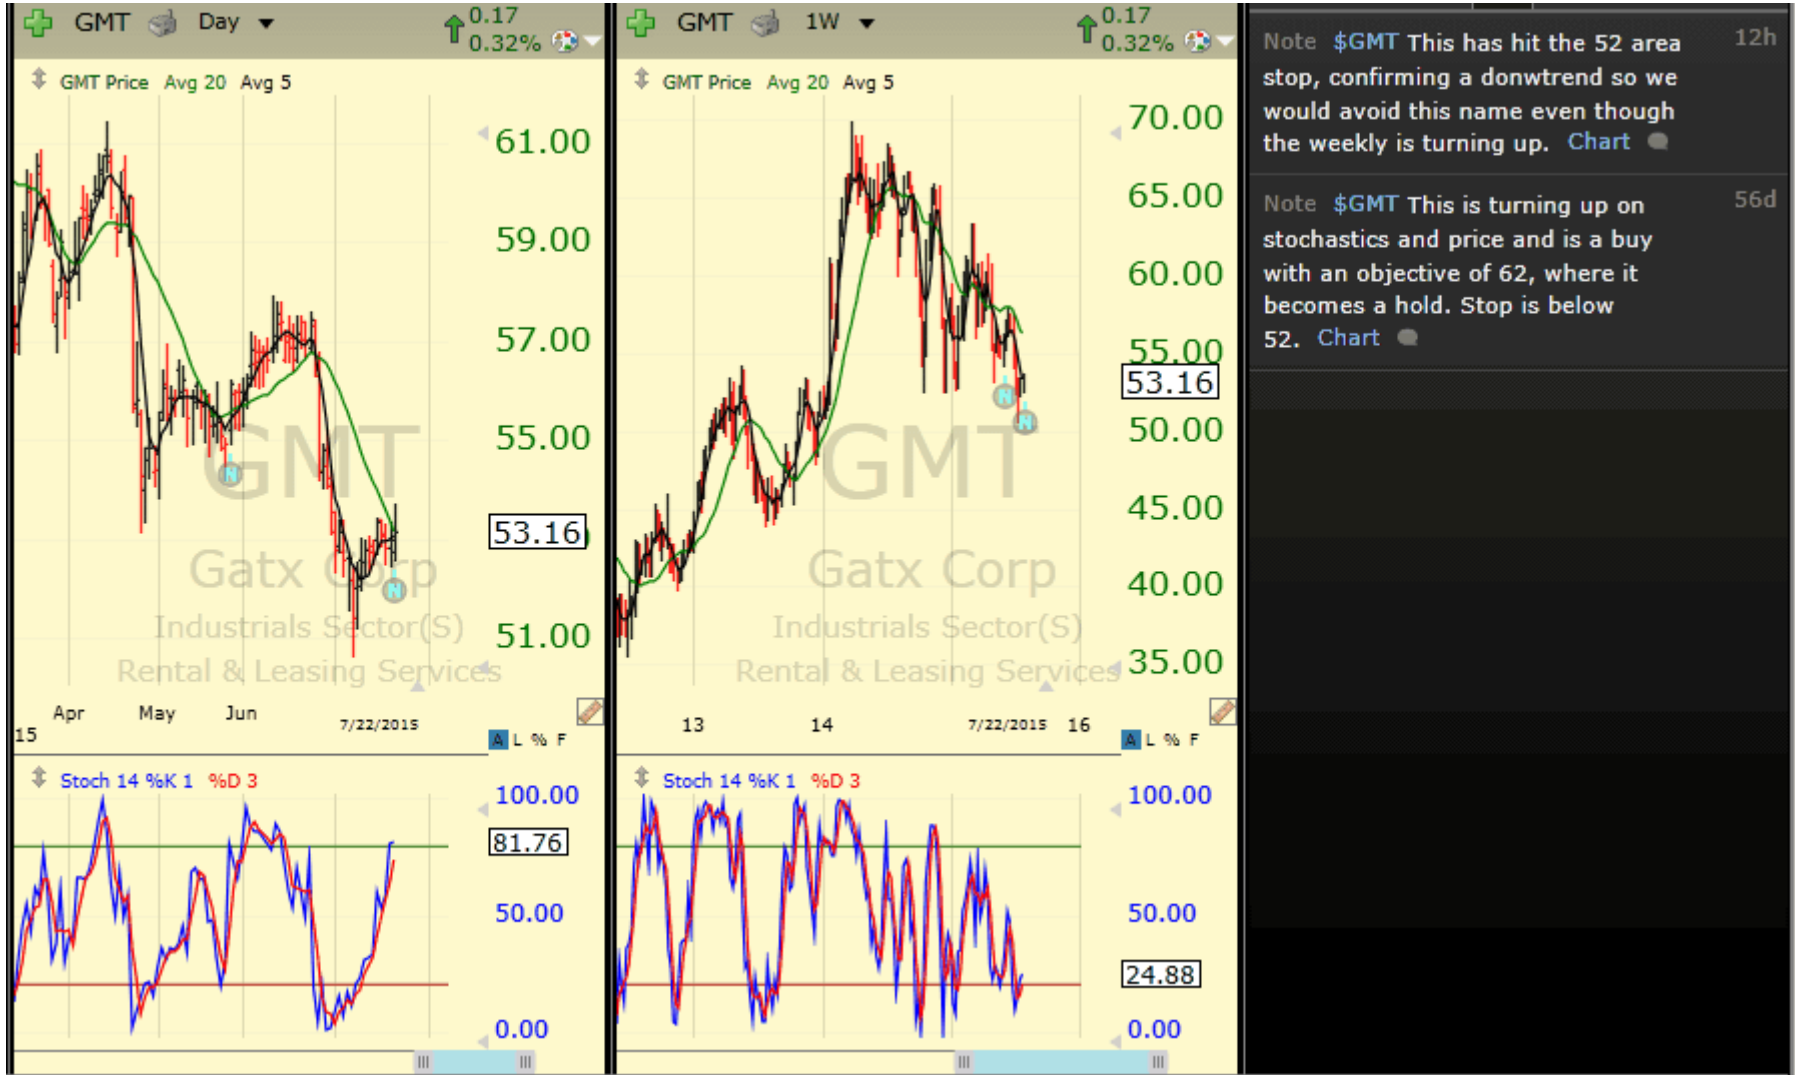 GMT Day 0.17
0.32%
GMT Price Avg 20 Avg 5
61.00
59.00
57.00
55.00
53.16
51.00
GMT
Gatx Corp
Industrials Sector(S)
Rental & Leasing Services
Apr May Jun
15 7/22/2015
A L % F
Stoch 14 %K 1 %D 3
100.00
81.76
50.00
0.00
GMT 1W 0.17
0.32%
GMT Price Avg 20 Avg 5
70.00
65.00
60.00
55.00
53.16
50.00
45.00
40.00
35.00
GMT
Gatx Corp
Industrials Sector(S)
Rental & Leasing Services
13 14 7/22/2015 16
A L % F
Stoch 14 %K 1 %D 3
100.00
50.00
24.88
0.00
Note $GMT This has hit the 52 area 12h
stop, confirming a donwtrend so we
would avoid this name even though
the weekly is turning up. Chart
Note $GMT This is turning up on 56d
stochastics and price and is a buy
with an objective of 62, where it
becomes a hold. Stop is below
52. Chart
N
N
N
N